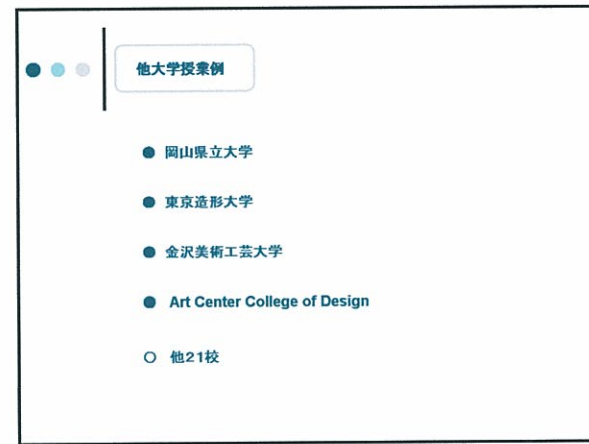 他大学授業例
岡山県立大学
東京造形大学
金沢美術工芸大学
Art Center College of Design
他21校